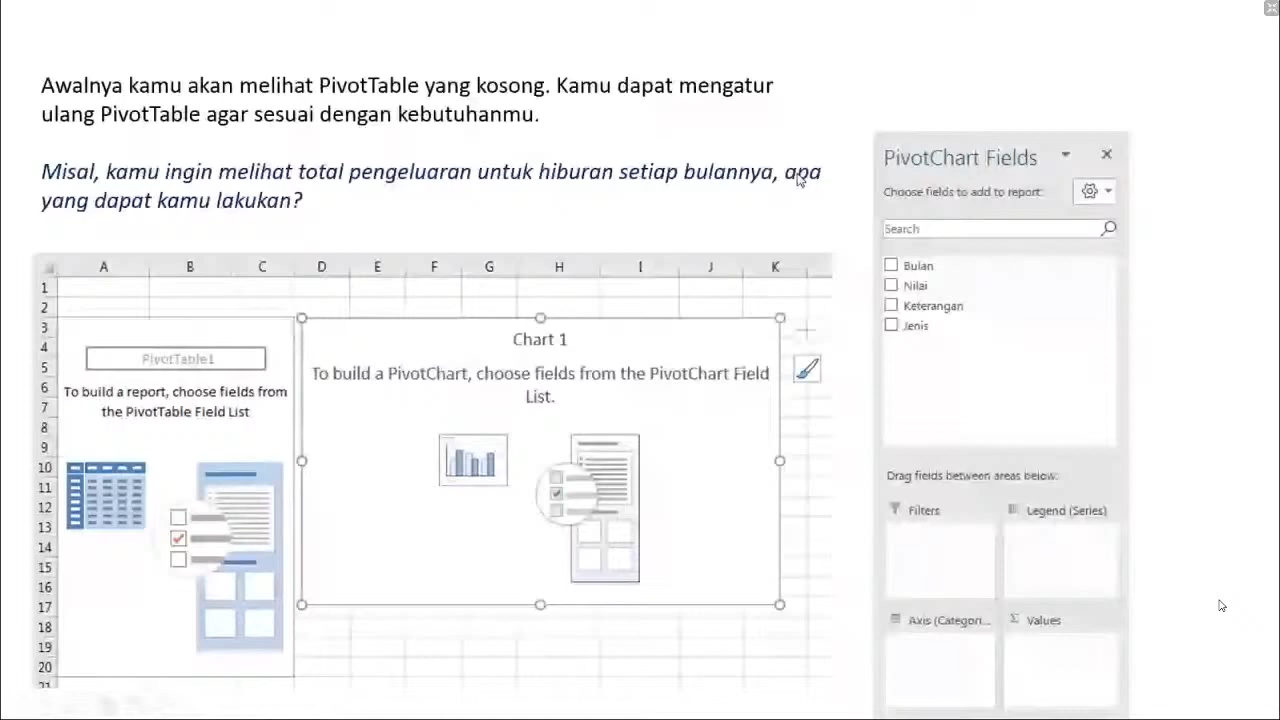 Awalnya kamu akan melihat PivotTable yang kosong. Kamu dapat mengatur
ulang PivotTable agar sesuai dengan kebutuhanmu.
Misal, kamu ingin melihat total pengeluaran untuk hiburan setiap bulannya, apa
yang dapat kamu lakukan?
A B C D E F G H I J K
1
2
3
4
5
6
7
8
9
10
11
12
13
14
15
16
17
18
19
20
21
PivotTable1
To build a report, choose fields from
the PivotTable Field List
Chart 1
To build a PivotChart, choose fields from the PivotChart Field
List.
PivotChart Fields
Choose fields to add to report:
Search
Bulan
Nilai
Keterangan
Jenis
Drag fields between areas below:
Filters
Legend (Series)
Axis (Categori...
Values